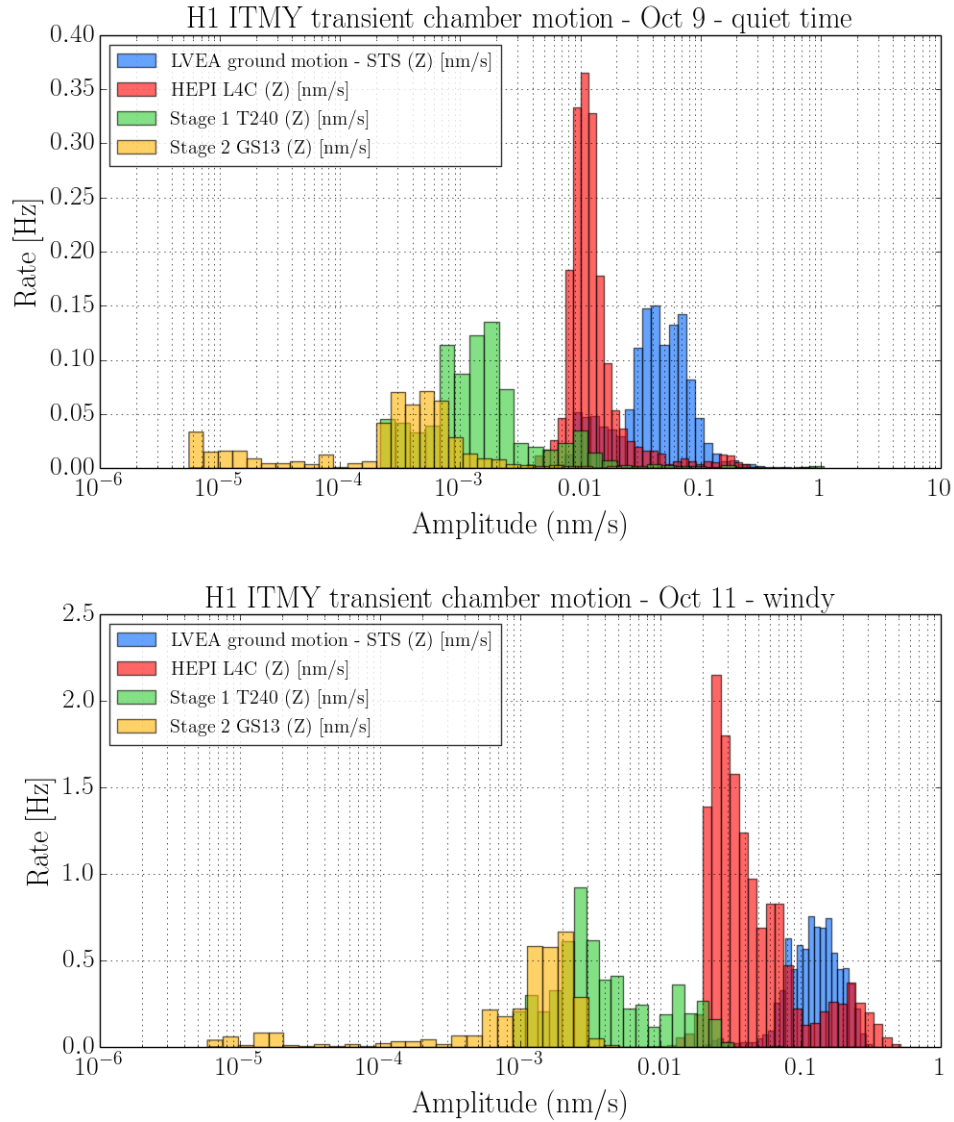 H1 ITMY transient chamber motion - Oct 9 - quiet time
0.40
0.35
0.30
0.25
0.20
0.15
0.10
0.05
0.00
Rate [Hz]
LVEA ground motion - STS (Z) [nm/s]
HEPI L4C (Z) [nm/s]
Stage 1 T240 (Z) [nm/s]
Stage 2 GS13 (Z) [nm/s]
10⁻⁶ 10⁻⁵ 10⁻⁴ 10⁻³ 0.01 0.1 1 10
Amplitude (nm/s)
H1 ITMY transient chamber motion - Oct 11 - windy
2.5
2.0
1.5
1.0
0.5
0.0
Rate [Hz]
LVEA ground motion - STS (Z) [nm/s]
HEPI L4C (Z) [nm/s]
Stage 1 T240 (Z) [nm/s]
Stage 2 GS13 (Z) [nm/s]
10⁻⁶ 10⁻⁵ 10⁻⁴ 10⁻³ 0.01 0.1 1
Amplitude (nm/s)